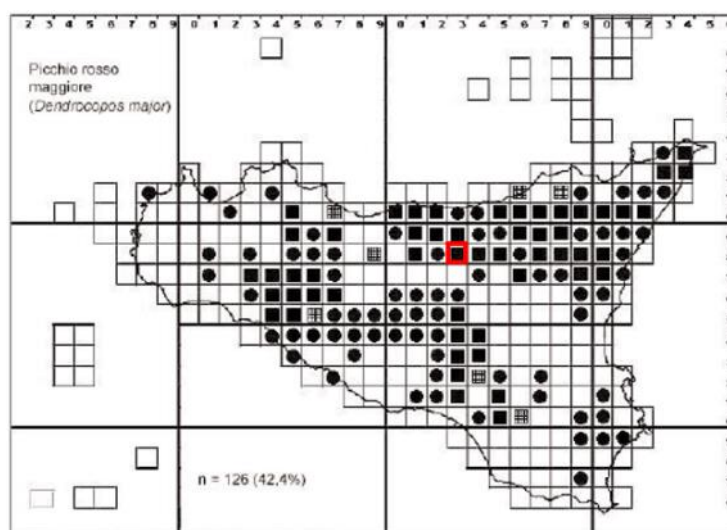 2 3 4 5 6 7 8 9 0 1 2 3 4 5 6 7 8 9 0 1 2 3 4 5 6 7 8 9 0 1 2 3 4 5
Picchio rosso
maggiore
(Dendrocopos major)
n = 126 (42,4%)